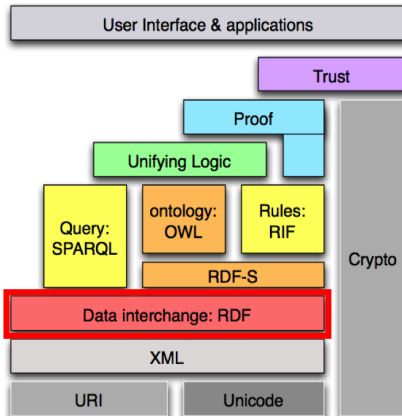 User Interface & applications
Trust
Proof
Unifying Logic
Query:
SPARQL
ontology:
OWL
Rules:
RIF
RDF-S
Crypto
Data interchange: RDF
XML
URI
Unicode